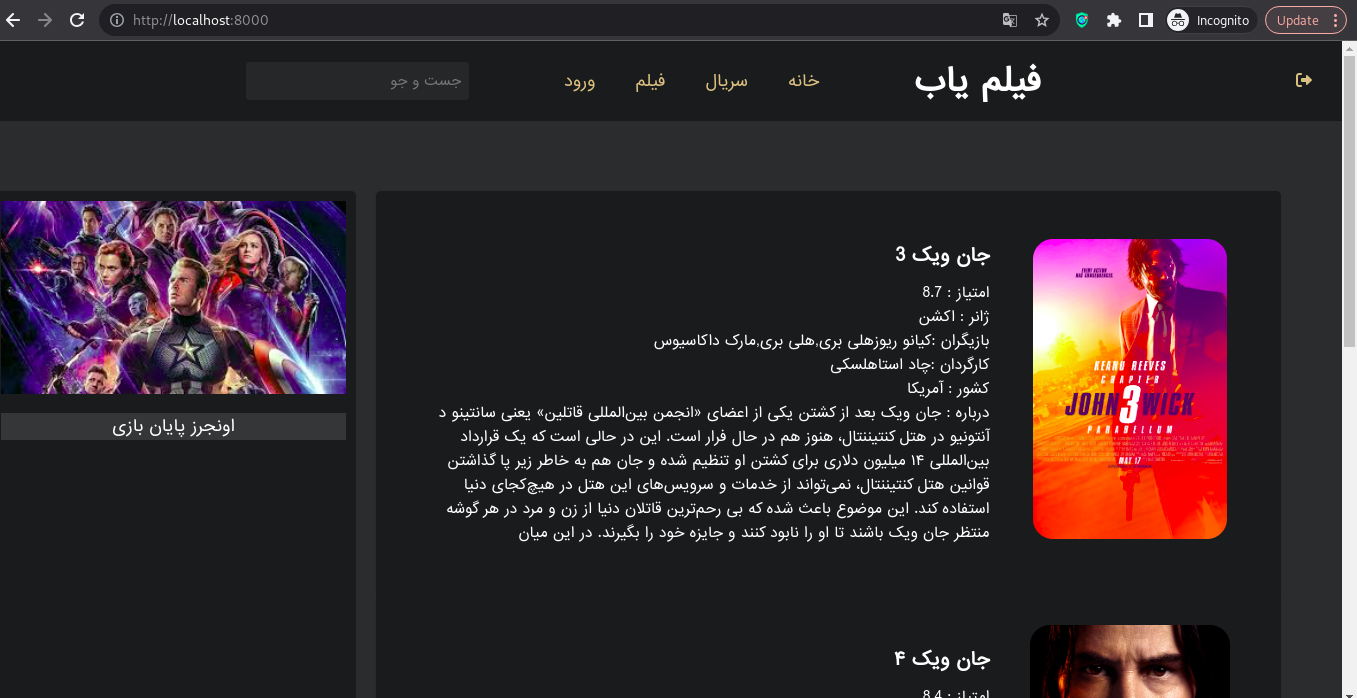 http://localhost:8000
Incognito
Update
فیلم یاب
خانه
سریال
فیلم
ورود
جست و جو
جان ویک 3
امتیاز : 8.7
ژانر : اکشن
بازیگران :کیانو ریوزهلی بری,هلی بری,مارک داکاسیوس
کارگردان :چاد استاهلسکی
کشور : آمریکا
درباره : جان ویک بعد از کشتن یکی از اعضای «انجمن بین‌المللی قاتلین» یعنی سانتینو د
آنتونیو در هتل کنتیننتال، هنوز هم در حال فرار است. این در حالی است که یک قرارداد
بین‌المللی ۱۴ میلیون دلاری برای کشتن او تنظیم شده و جان هم به خاطر زیر پا گذاشتن
قوانین هتل کنتیننتال، نمی‌تواند از خدمات و سرویس‌های این هتل در هیچ‌کجای دنیا
استفاده کند. این موضوع باعث شده که بی رحم‌ترین قاتلان دنیا از زن و مرد در هر گوشه
منتظر جان ویک باشند تا او را نابود کنند و جایزه خود را بگیرند. در این میان
KEANU REEVES
CHAPTER
JOHN 3 WICK
PARABELLUM
MAY 17
اونجرز پایان بازی
جان ویک ۴
امتیاز : 8.4